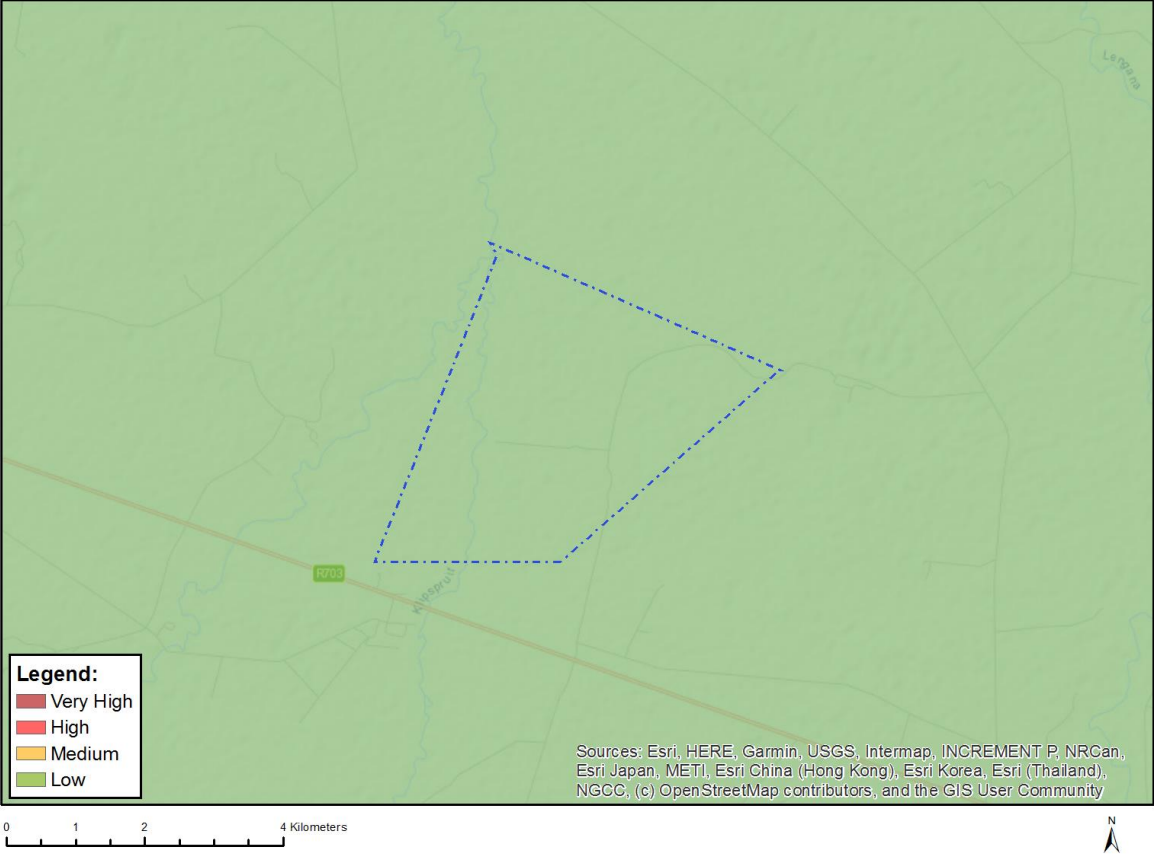 Lengana
R703
Klipspruit
Legend:
Very High
High
Medium
Low
Sources: Esri, HERE, Garmin, USGS, Intermap, INCREMENT P, NRCan,
Esri Japan, METI, Esri China (Hong Kong), Esri Korea, Esri (Thailand),
NGCC, (c) OpenStreetMap contributors, and the GIS User Community
0 1 2 4 Kilometers
N